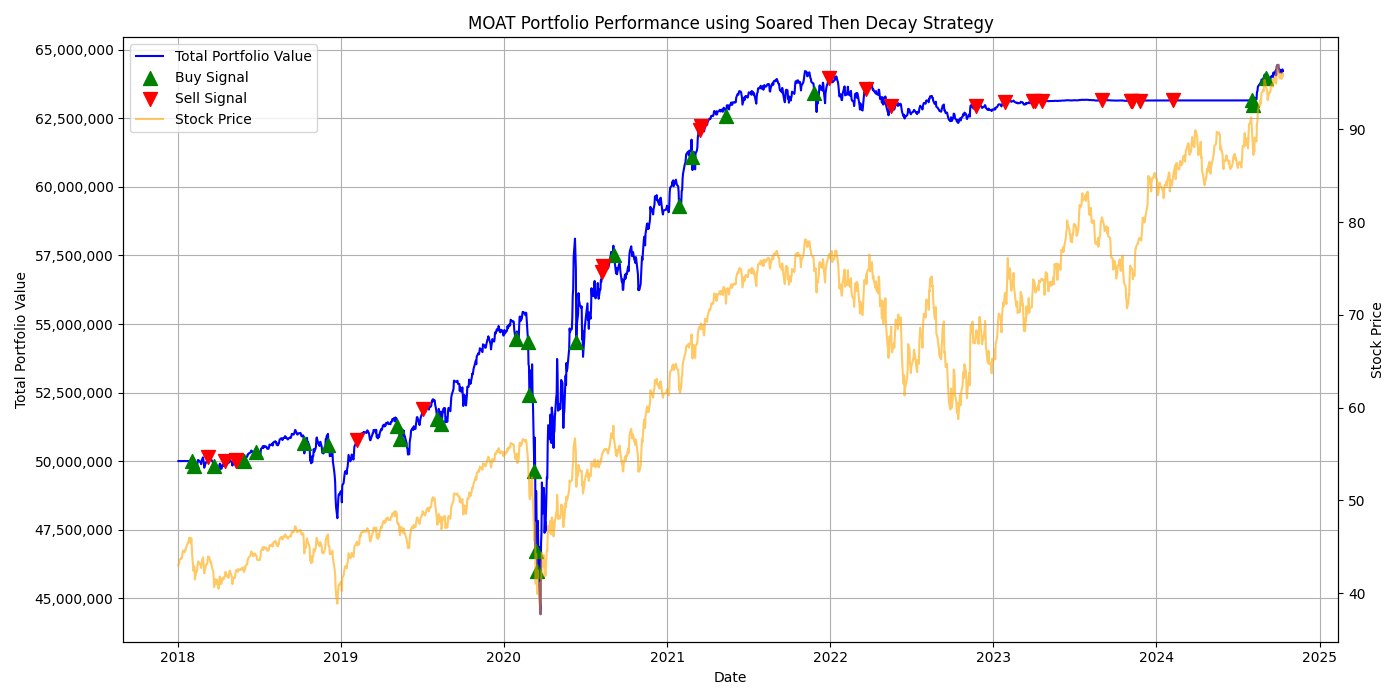 MOAT Portfolio Performance using Soared Then Decay Strategy
Total Portfolio Value
Buy Signal
Sell Signal
Stock Price
65,000,000
62,500,000
60,000,000
57,500,000
55,000,000
52,500,000
50,000,000
47,500,000
45,000,000
Total Portfolio Value
90
80
70
60
50
40
Stock Price
2018 2019 2020 2021 2022 2023 2024 2025
Date